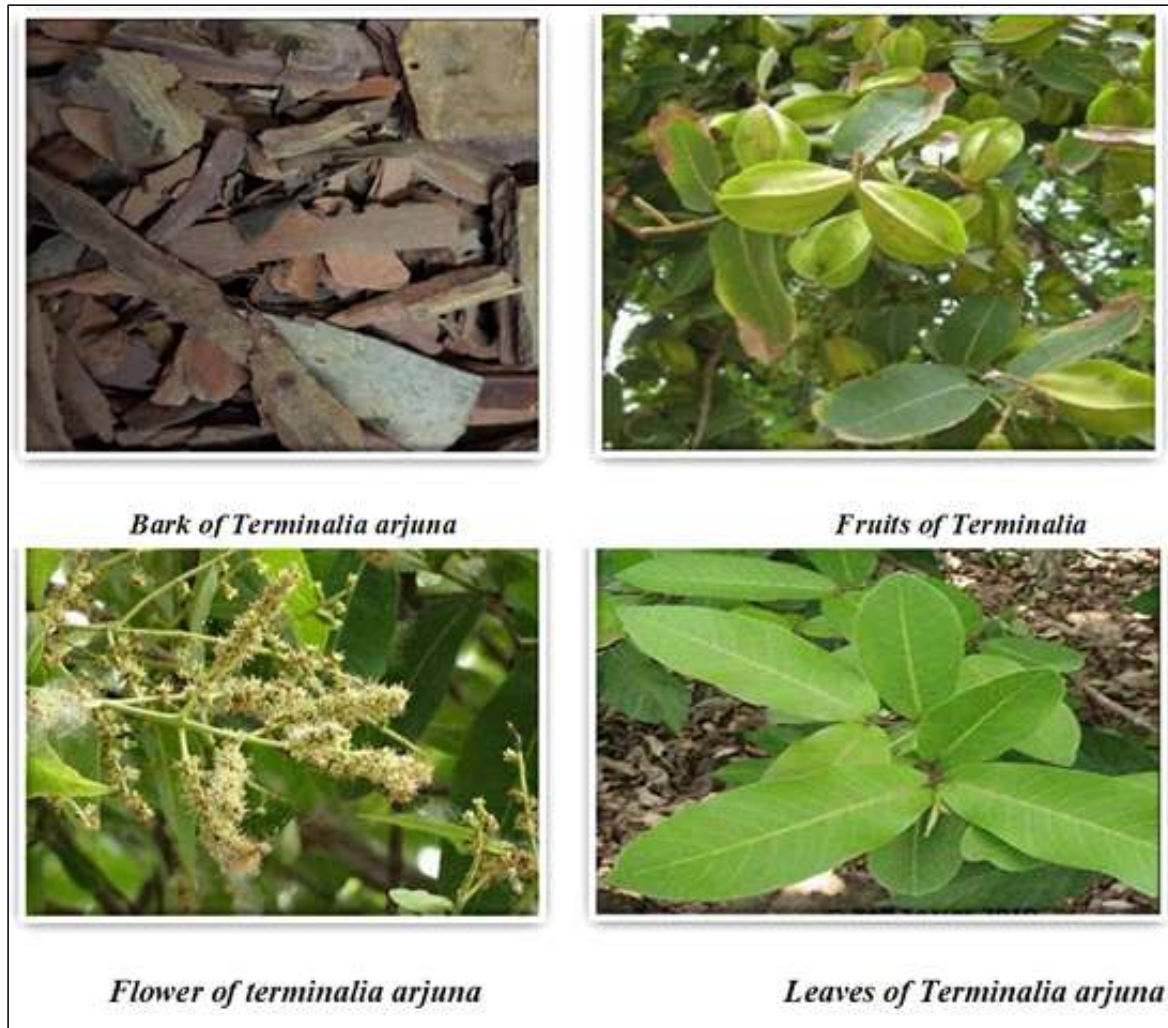 Bark of Terminalia arjuna
Fruits of Terminalia
Flower of terminalia arjuna
Leaves of Terminalia arjuna